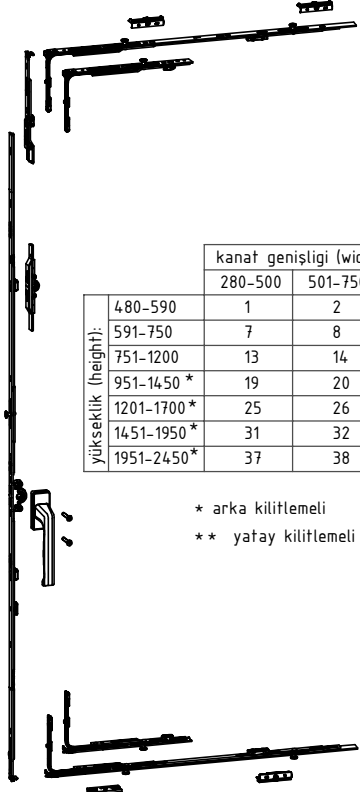 kanat genişligi (wid
280-500 501-750
yükseklik (height):
480-590 1 2
591-750 7 8
751-1200 13 14
951-1450 * 19 20
1201-1700 * 25 26
1451-1950 * 31 32
1951-2450 * 37 38
* arka kilitlemeli
** yatay kilitlemeli